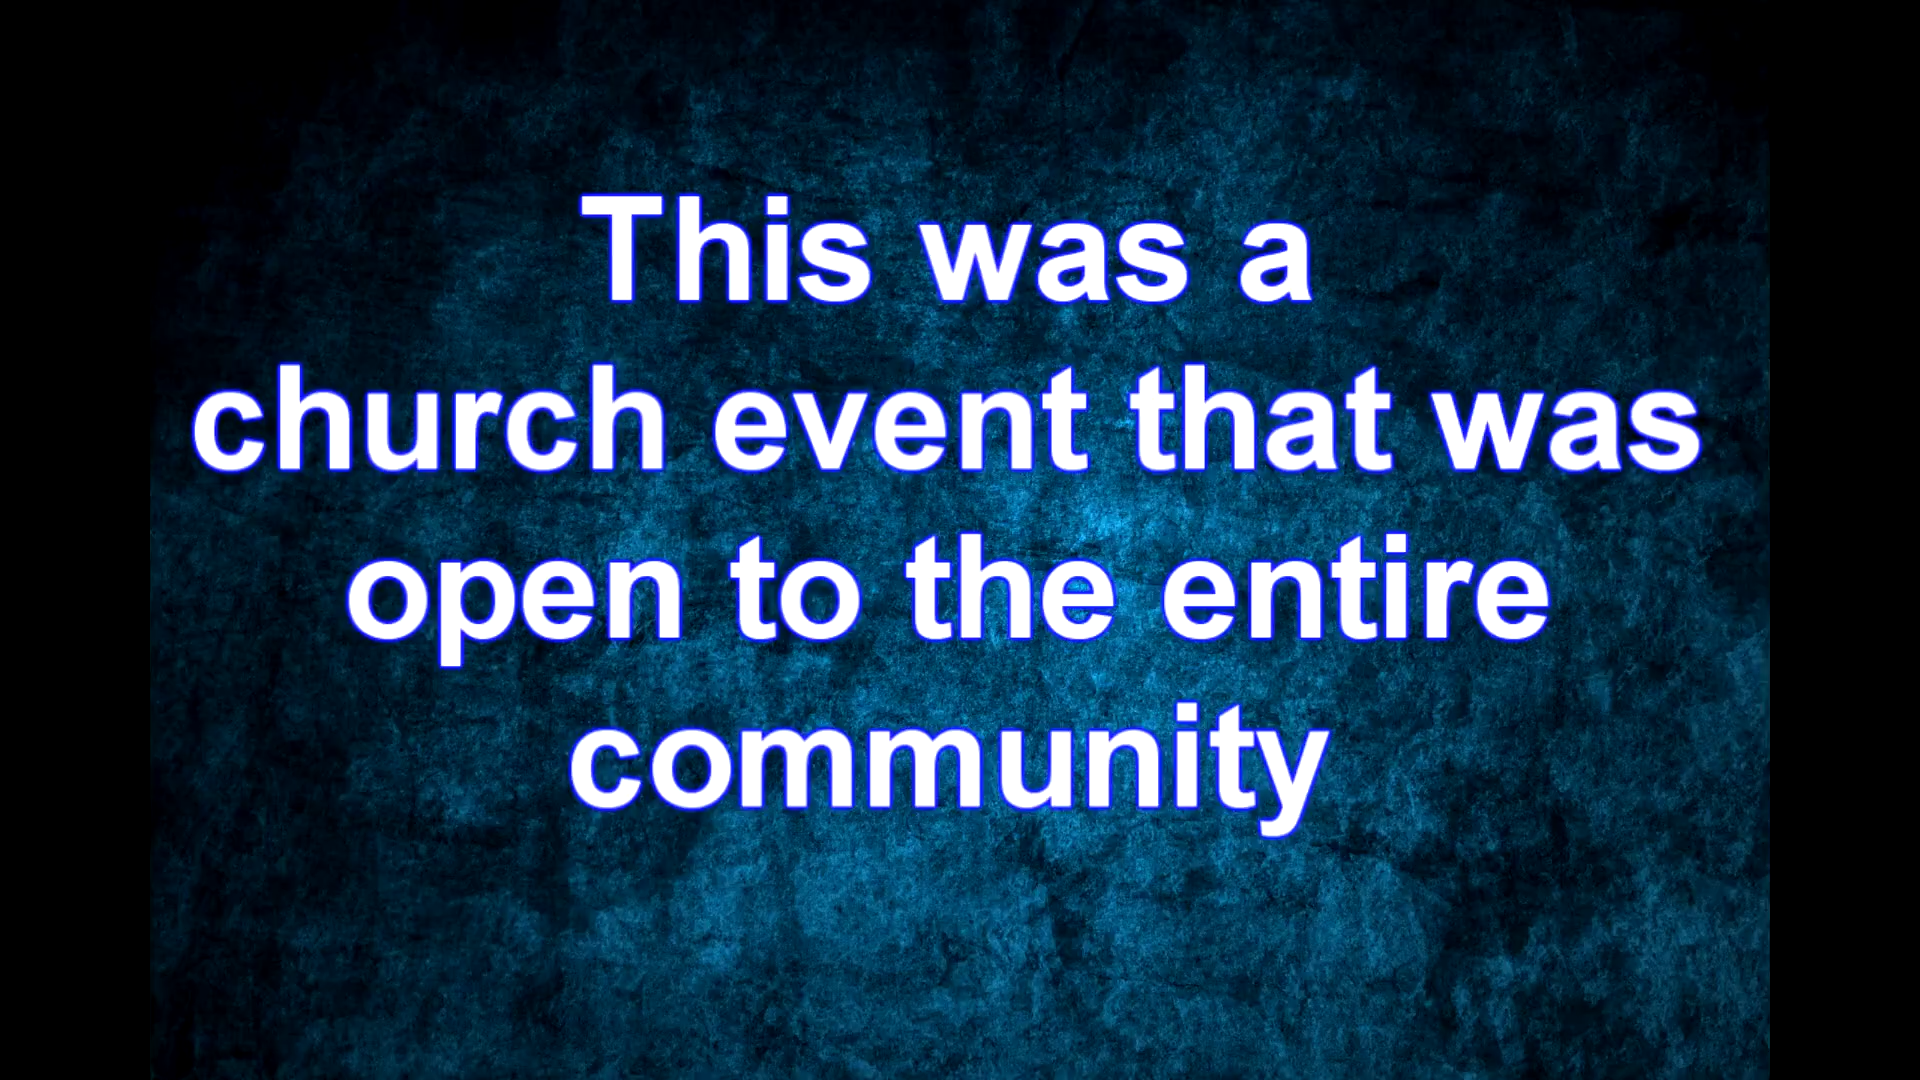 This was a
church event that was
open to the entire
community